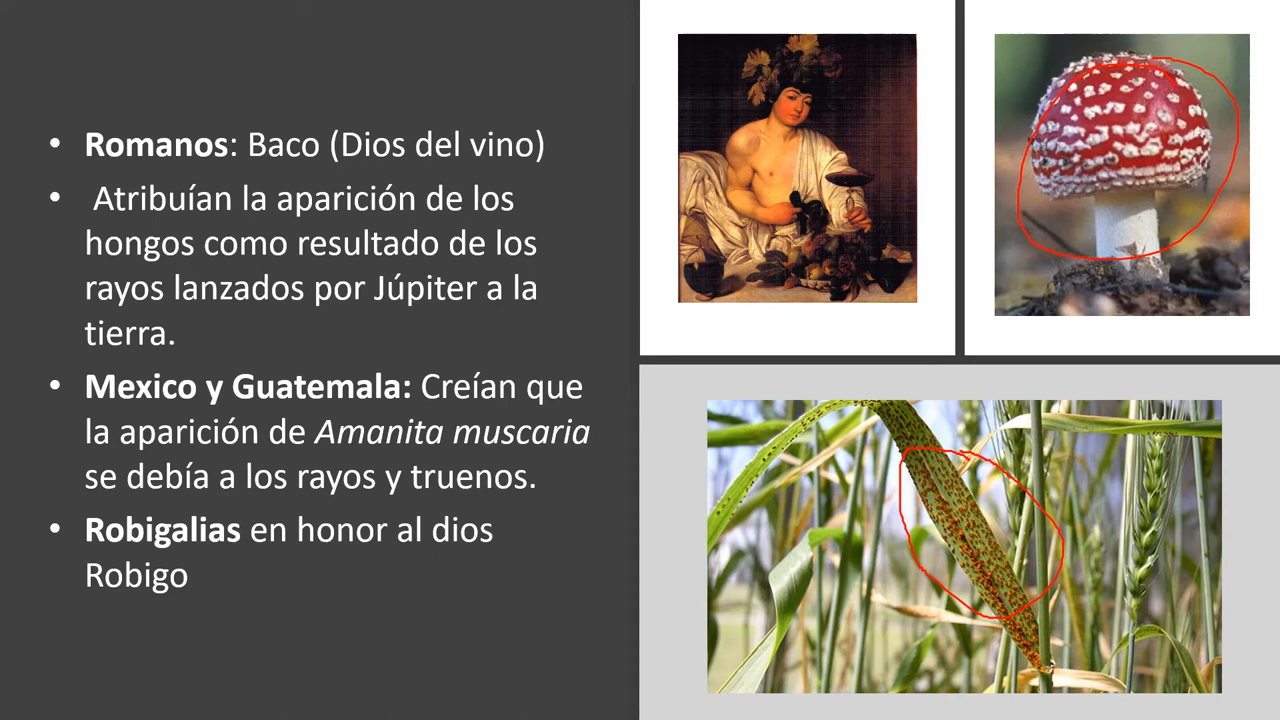 • Romanos: Baco (Dios del vino)
• Atribuían la aparición de los
hongos como resultado de los
rayos lanzados por Júpiter a la
tierra.
• Mexico y Guatemala: Creían que
la aparición de Amanita muscaria
se debía a los rayos y truenos.
• Robigalias en honor al dios
Robigo